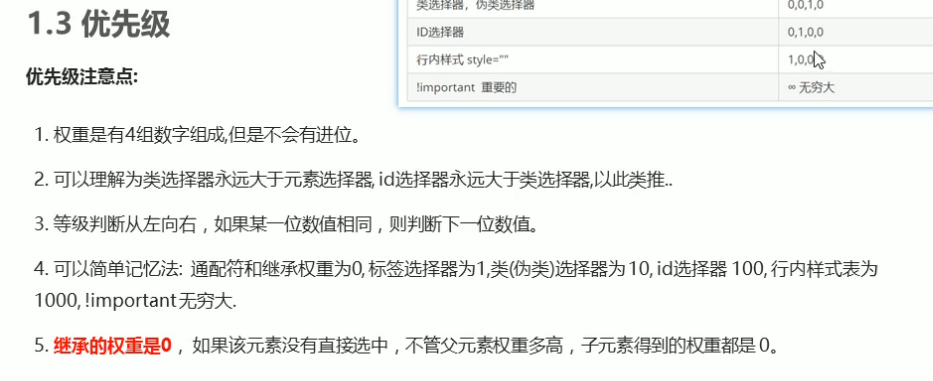 1.3 优先级
类选择器，伪类选择器 0,0,1,0
ID选择器 0,1,0,0
行内样式 style="" 1,0,0
!important 重要的 ∞ 无穷大
优先级注意点:
1. 权重是有4组数字组成,但是不会有进位。
2. 可以理解为类选择器永远大于元素选择器, id选择器永远大于类选择器,以此类推..
3. 等级判断从左向右，如果某一位数值相同，则判断下一位数值。
4. 可以简单记忆法: 通配符和继承权重为0, 标签选择器为1,类(伪类)选择器为 10, id选择器 100, 行内样式表为
1000, !important 无穷大.
5. 继承的权重是0， 如果该元素没有直接选中，不管父元素权重多高，子元素得到的权重都是 0。